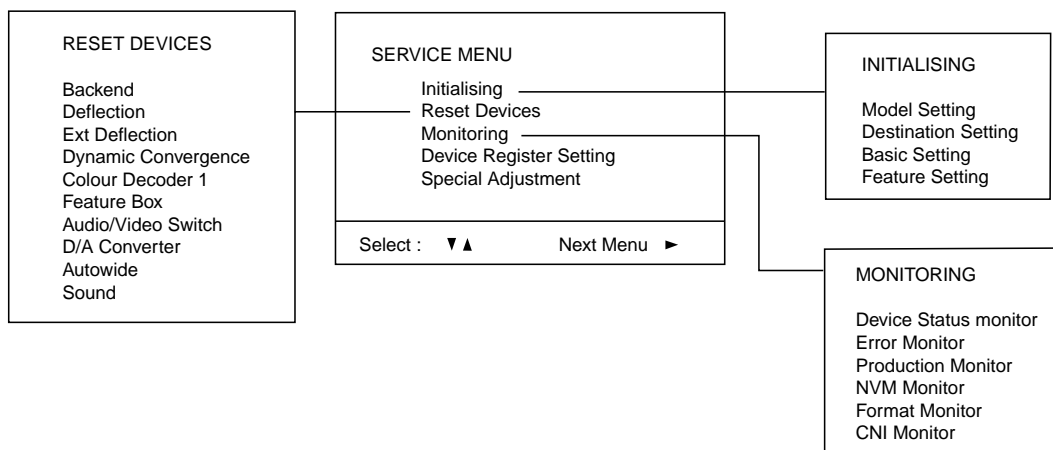 RESET DEVICES
Backend
Deflection
Ext Deflection
Dynamic Convergence
Colour Decoder 1
Feature Box
Audio/Video Switch
D/A Converter
Autowide
Sound
SERVICE MENU
Initialising
Reset Devices
Monitoring
Device Register Setting
Special Adjustment
Select : ▼▲ Next Menu ►
INITIALISING
Model Setting
Destination Setting
Basic Setting
Feature Setting
MONITORING
Device Status monitor
Error Monitor
Production Monitor
NVM Monitor
Format Monitor
CNI Monitor